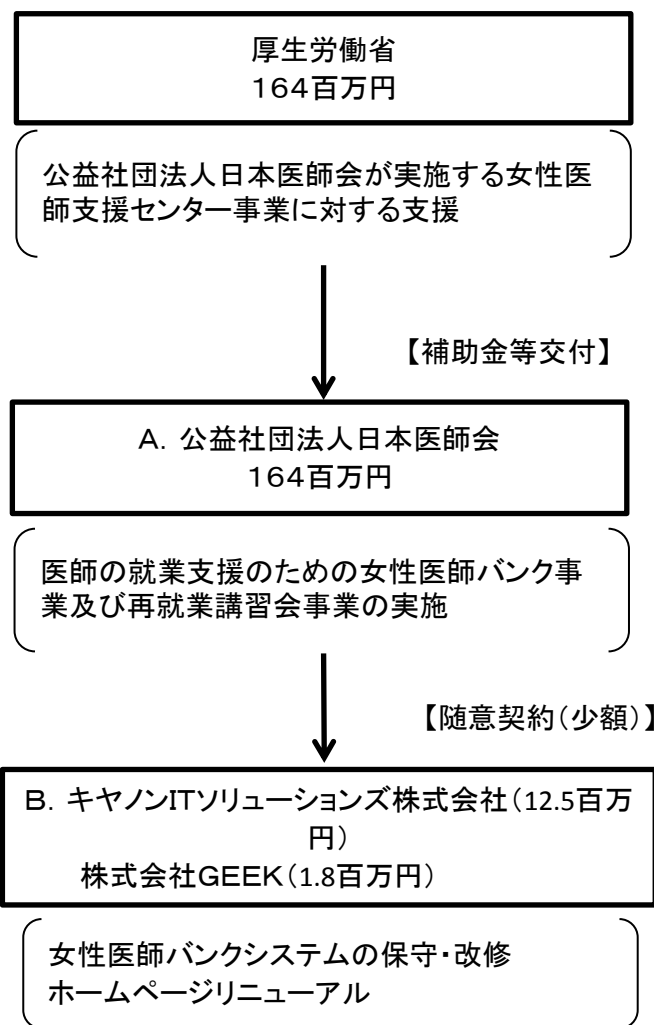 厚生労働省
164百万円
公益社団法人日本医師会が実施する女性医
師支援センター事業に対する支援
【補助金等交付】
A. 公益社団法人日本医師会
164百万円
医師の就業支援のための女性医師バンク事
業及び再就業講習会事業の実施
【随意契約(少額)】
B. キヤノンITソリューションズ株式会社(12.5百万
円)
株式会社GEEK(1.8百万円)
女性医師バンクシステムの保守・改修
ホームページリニューアル